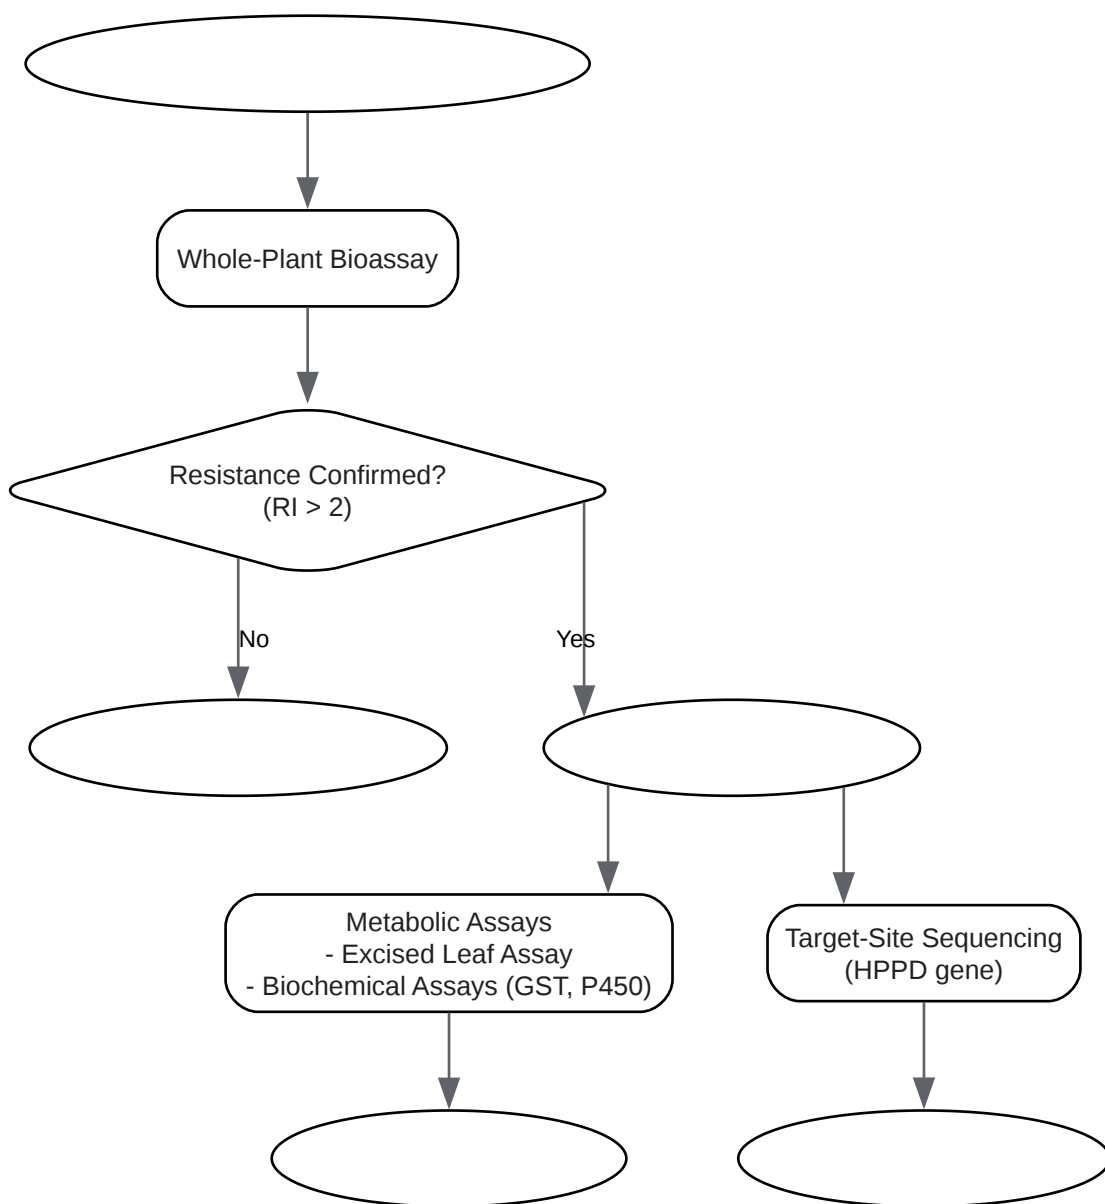 Whole-Plant Bioassay
Resistance Confirmed?
(RI > 2)
No
Yes
Metabolic Assays
- Excised Leaf Assay
- Biochemical Assays (GST, P450)
Target-Site Sequencing
(HPPD gene)